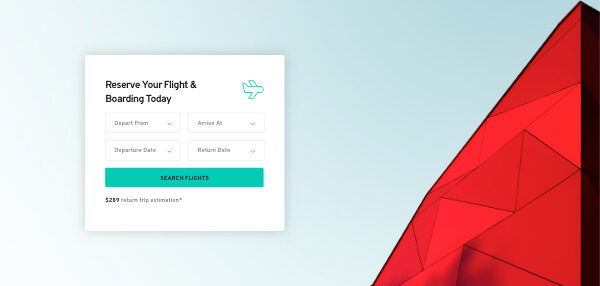 Reserve Your Flight &
Boarding Today
Depart From
Arrive At
Departure Date
Return Date
SEARCH FLIGHTS
$289 return trip estimation*